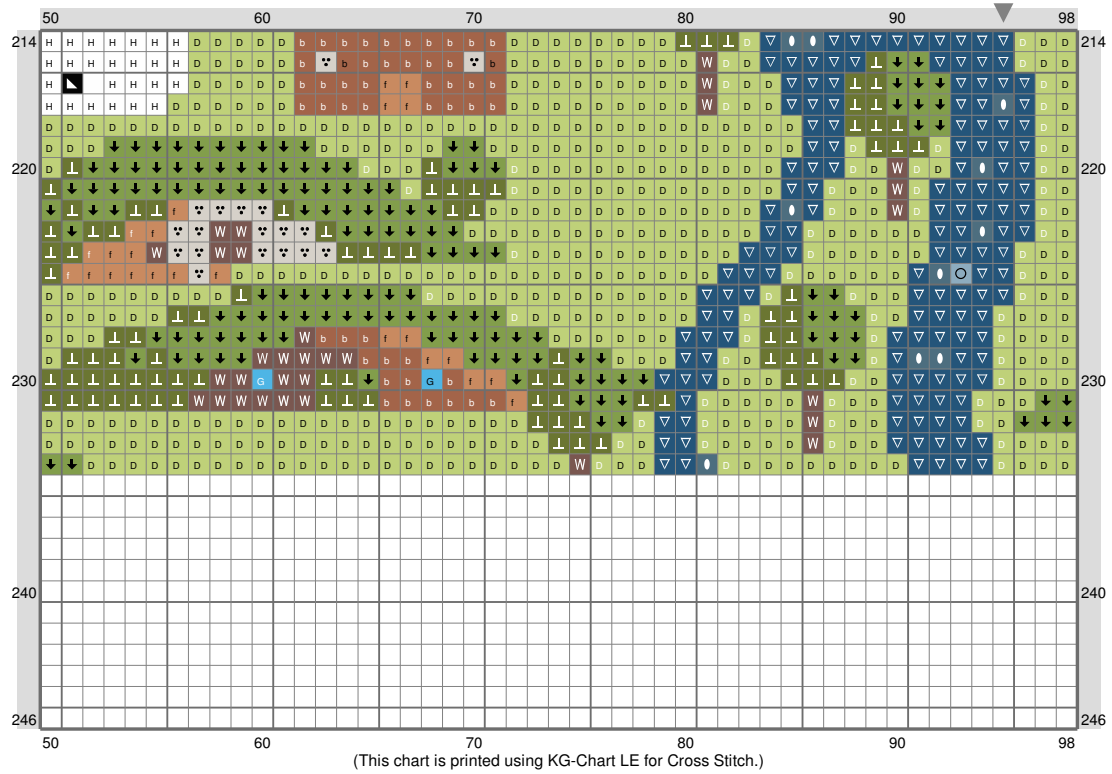 50 60 70 80 90 98
214 H H H H H H H D D D D D b b b b b b b b b b D D D D D D D D D D D D 214
H H H H H H H D D D D D b b b b b b b b D D D D D D D D D W D D D D D
H H H H H D D D D D b b b b f f b b b b D D D D D D D D D W D D D D D
H H H H H H D D D D D D b b b b f f b b b b D D D D D D D D D W D D D D D
D D D D D D D D D D D D D D D D D D D D D D D D D D D D D D D D D D D D D D
D D D D D D D D D D D D D D D D D D D D D D D D D D D D
220 D D D D D D D D D D D D D D D D D D D W D D D D 220
D D D D D D D D D D D D D D D D D W D D D
f D D D D D D D D D D D D D D D D W D D D
f f W W D D D D D D D D D D D D D D D D D D D D D D
f f f W W W D D D D D D D D D D D D D D D D D D D
f f f f f f f D D D D D D D D D D D D D D D D D D D D D D D D D D D D D D D D
D D D D D D D D D D D D D D D D D D D D D D D D D D D D D
D D D D D D D D D D D D D D D D D D D D D D
D D D W b b b f f D D D D D D D D D D D D
D W W W W W b b f f D D D D D D D D D D
230 W W G W W b b G b f f D D D D D D D D D 230
W W W W W W b b b b b b f D D D D D W D D D D D D
D D D D D D D D D D D D D D D D D D D D D D D D D D D D D W D D D D
D D D D D D D D D D D D D D D D D D D D D D D D D D D D D D D W D D D D D D D
D D D D D D D D D D D D D D D D D D D D D D D W D D D D D D D D D D D D D D D D
240 240
246 246
50 60 70 80 90 98
(This chart is printed using KG-Chart LE for Cross Stitch.)